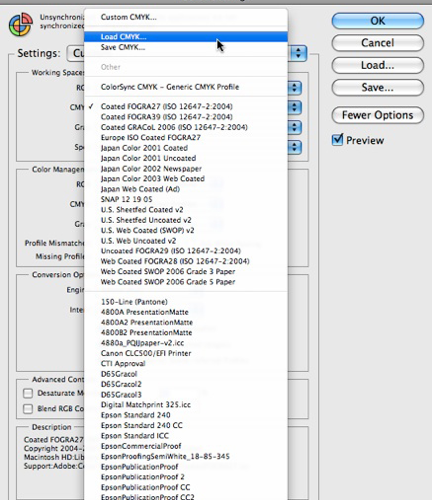 Unsynchroni
synchronized
Custom CMYK...
Load CMYK...
Save CMYK...
Other
ColorSync CMYK - Generic CMYK Profile
✓ Coated FOGRA27 (ISO 12647-2:2004)
Coated FOGRA39 (ISO 12647-2:2004)
Coated GRACoL 2006 (ISO 12647-2:2004)
Europe ISO Coated FOGRA27
Japan Color 2001 Coated
Japan Color 2001 Uncoated
Japan Color 2002 Newspaper
Japan Color 2003 Web Coated
Japan Web Coated (Ad)
SNAP 12 19 05
U.S. Sheetfed Coated v2
U.S. Sheetfed Uncoated v2
U.S. Web Coated (SWOP) v2
U.S. Web Uncoated v2
Uncoated FOGRA29 (ISO 12647-2:2004)
Web Coated FOGRA28 (ISO 12647-2:2004)
Web Coated SWOP 2006 Grade 3 Paper
Web Coated SWOP 2006 Grade 5 Paper
150-Line (Pantone)
4800A PresentationMatte
4800A2 PresentationMatte
4800B2 PresentationMatte
4880a_PQIJpaper-v2.icc
Canon CLC500/EFI Printer
CTI Approval
D65Gracol
D65Gracol2
D65Gracol3
Digital Matchprint 325.icc
Epson Standard 240
Epson Standard 240 CC
Epson Standard ICC
EpsonCommercialProof
EpsonProofingSemiWhite_18-85-345
EpsonPublicationProof
EpsonPublicationProof 2
EpsonPublicationProof CC
EpsonPublicationProof CC2
Settings: Cu
Working Spaces
RG
CMY
Gra
Spo
Color Manage
RG
CMY
Gra
Profile Mismatche
Missing Profile
Conversion Opti
Engin
Inte
Advanced Cont
Desaturate Mo
Blend RGB Co
Description
Coated FOGRA27
Copyright 2004-2
Macintosh HD:Lib
Support:Adobe:Co
OK
Cancel
Load...
Save...
Fewer Options
Preview